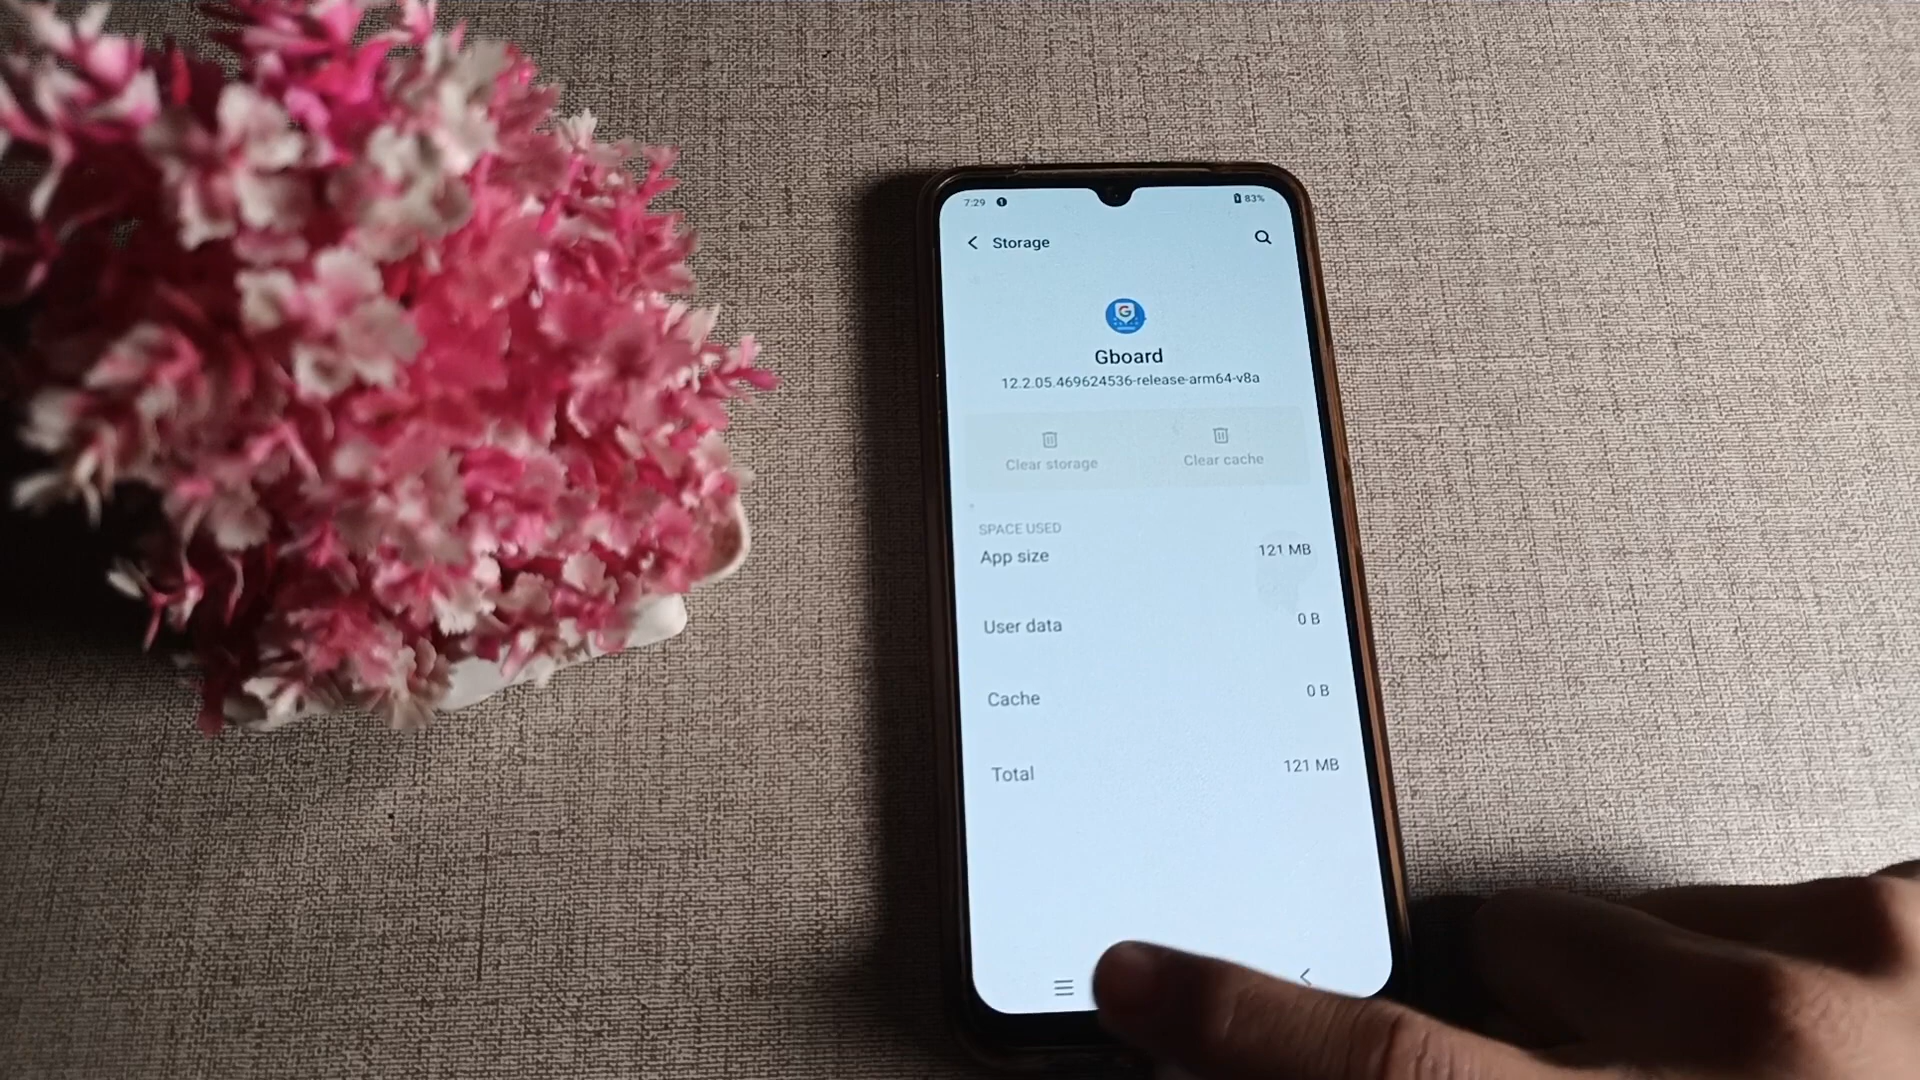 7:29 83%
Storage
G
Gboard
12.2.05.469624536-release-arm64-v8a
Clear storage Clear cache
SPACE USED
App size 121 MB
User data 0 B
Cache 0 B
Total 121 MB